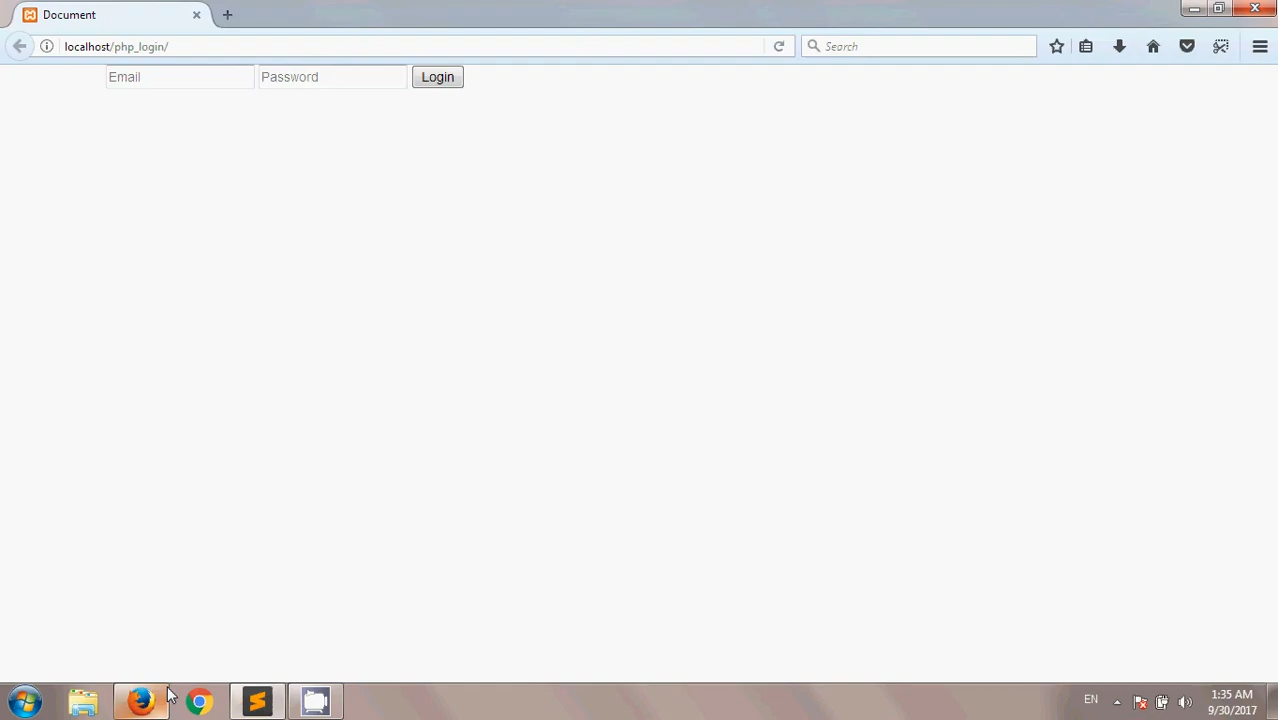 Document
localhost/php_login/
Search
Email Password Login
EN
1:35 AM
9/30/2017